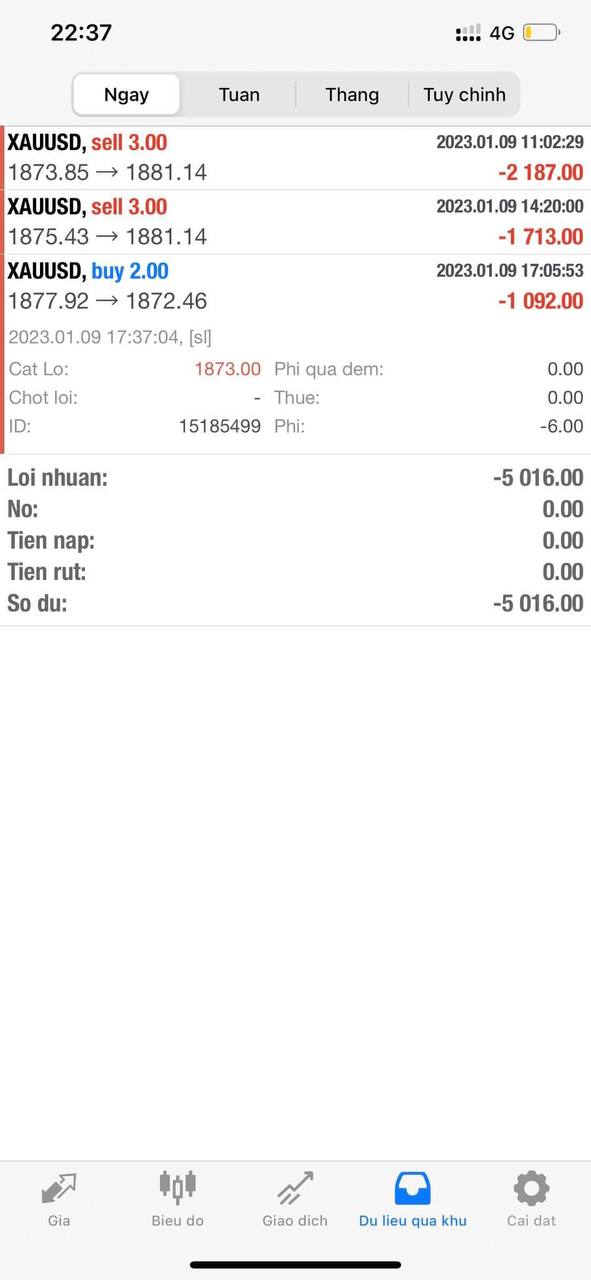 22:37
4G
Ngay Tuan Thang Tuy chinh
XAUUSD, sell 3.00 2023.01.09 11:02:29
1873.85 → 1881.14 -2 187.00
XAUUSD, sell 3.00 2023.01.09 14:20:00
1875.43 → 1881.14 -1 713.00
XAUUSD, buy 2.00 2023.01.09 17:05:53
1877.92 → 1872.46 -1 092.00
2023.01.09 17:37:04, [sl]
Cat Lo: 1873.00 Phi qua dem: 0.00
Chot loi: - Thue: 0.00
ID: 15185499 Phi: -6.00
Loi nhuan: -5 016.00
No: 0.00
Tien nap: 0.00
Tien rut: 0.00
So du: -5 016.00
Gia Bieu do Giao dich Du lieu qua khu Cai dat